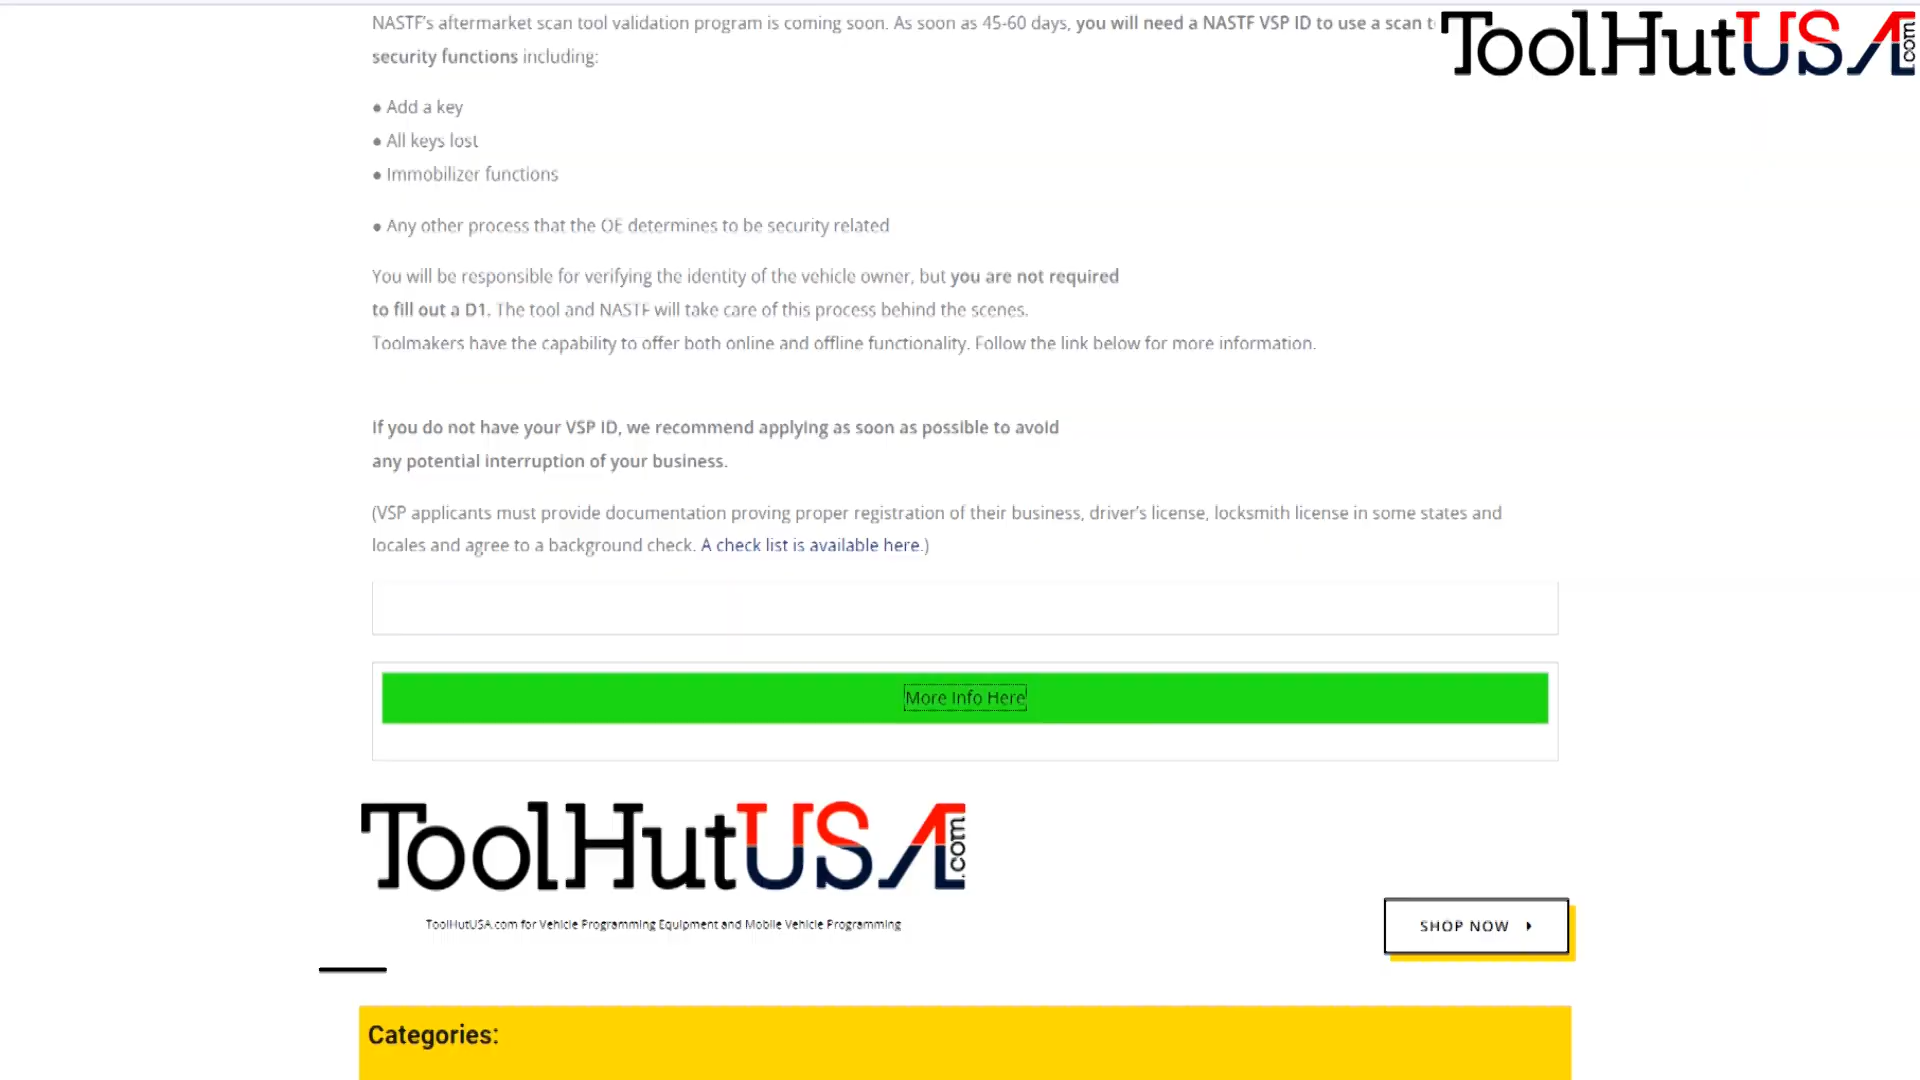 NASTF's aftermarket scan tool validation program is coming soon. As soon as 45-60 days, you will need a NASTF VSP ID to use a scan
security functions including:
● Add a key
● All keys lost
● Immobilizer functions
● Any other process that the OE determines to be security related
You will be responsible for verifying the identity of the vehicle owner, but you are not required
to fill out a D1. The tool and NASTF will take care of this process behind the scenes.
Toolmakers have the capability to offer both online and offline functionality. Follow the link below for more information.
If you do not have your VSP ID, we recommend applying as soon as possible to avoid
any potential interruption of your business.
(VSP applicants must provide documentation proving proper registration of their business, driver's license, locksmith license in some states and
locales and agree to a background check. A check list is available here.)
More Info Here
ToolHutUSA.com
ToolHutUSA.com
ToolHutUSA.com for Vehicle Programming Equipment and Mobile Vehicle Programming
SHOP NOW
Categories: